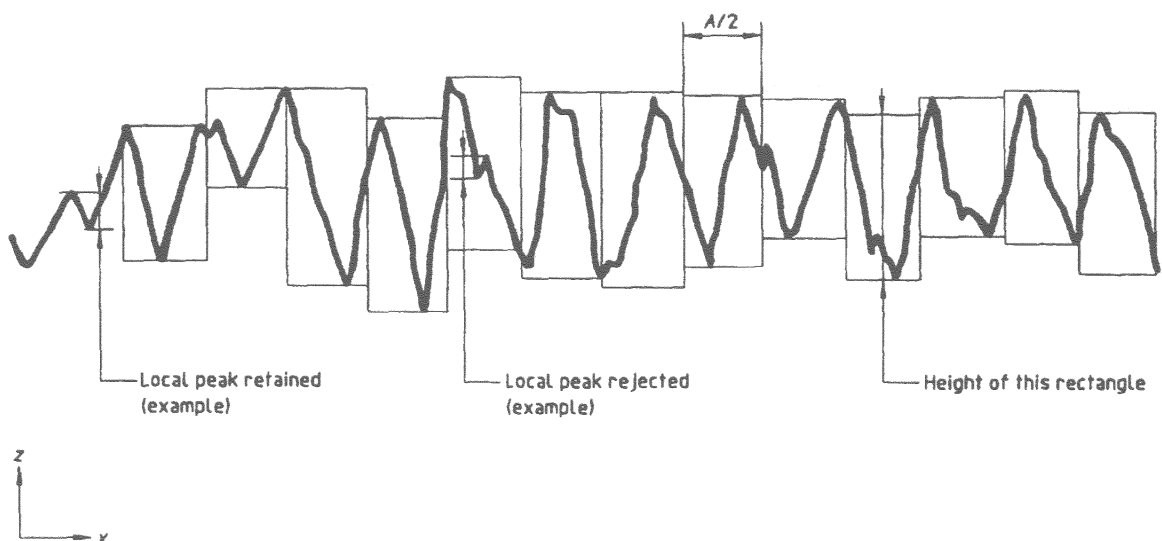 A/2
Local peak retained
(example)
Local peak rejected
(example)
Height of this rectangle
z
x